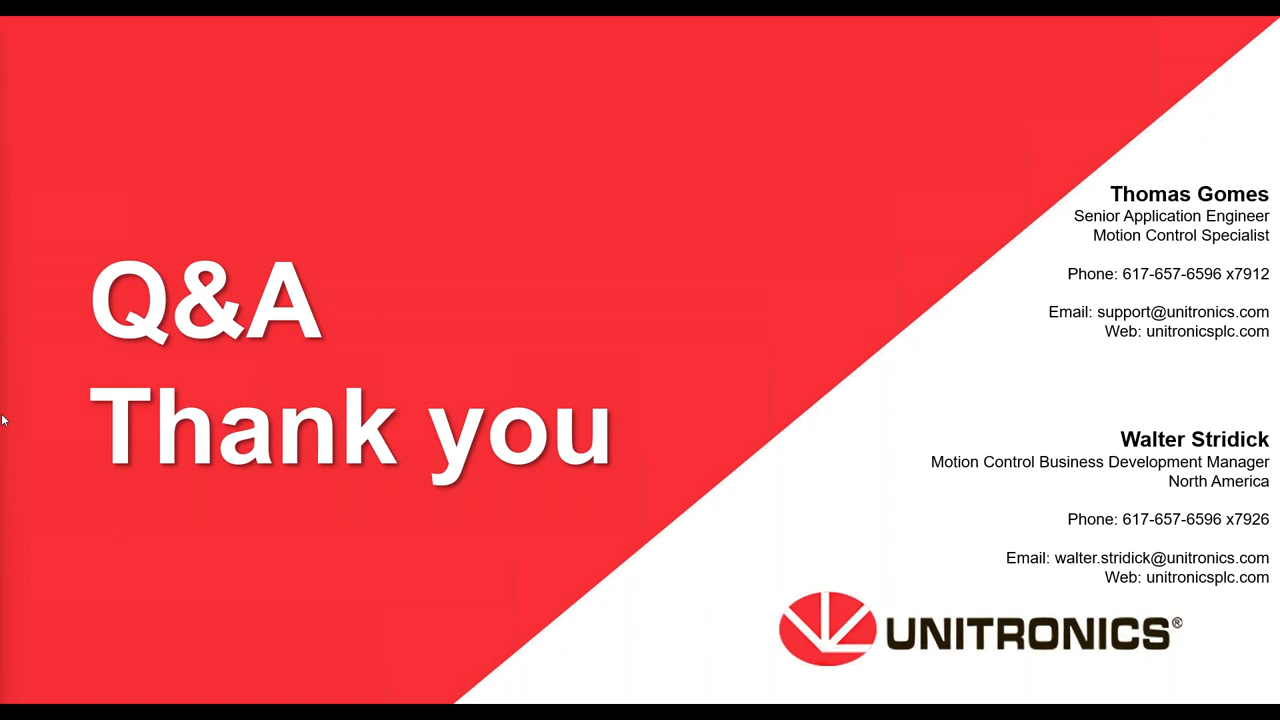 Q&A
Thank you
Thomas Gomes
Senior Application Engineer
Motion Control Specialist
Phone: 617-657-6596 x7912
Email: support@unitronics.com
Web: unitronicsplc.com
Walter Stridick
Motion Control Business Development Manager
North America
Phone: 617-657-6596 x7926
Email: walter.stridick@unitronics.com
Web: unitronicsplc.com
UNITRONICS®